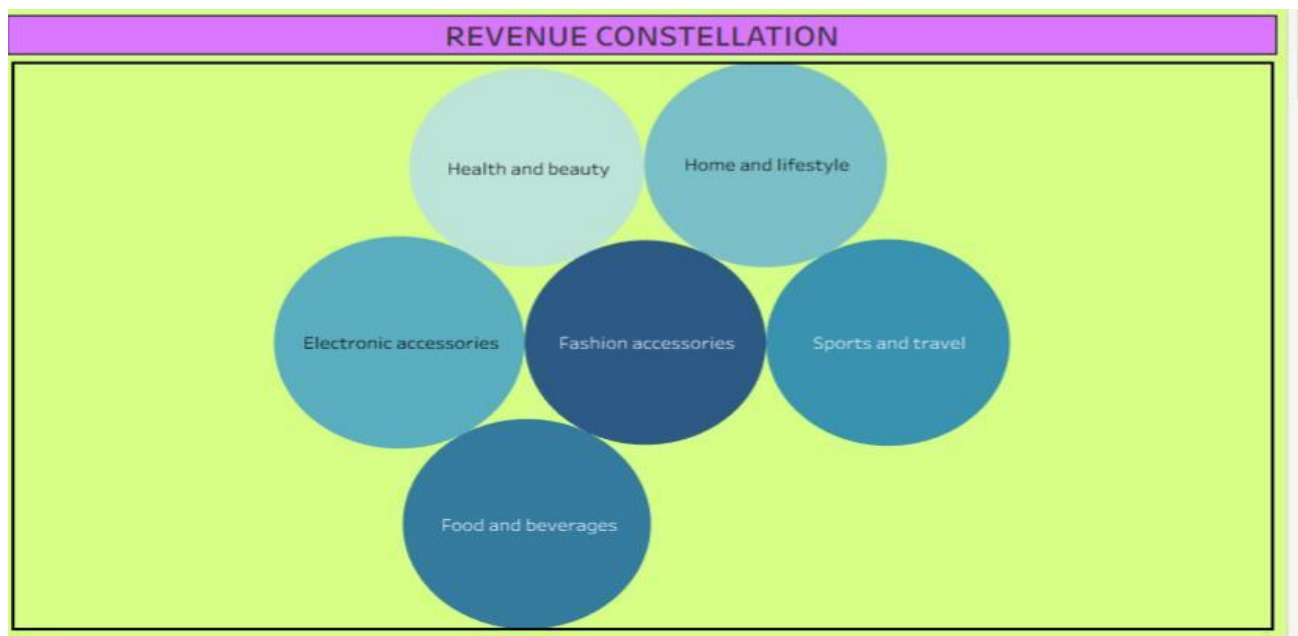 REVENUE CONSTELLATION
Health and beauty
Home and lifestyle
Electronic accessories
Fashion accessories
Sports and travel
Food and beverages